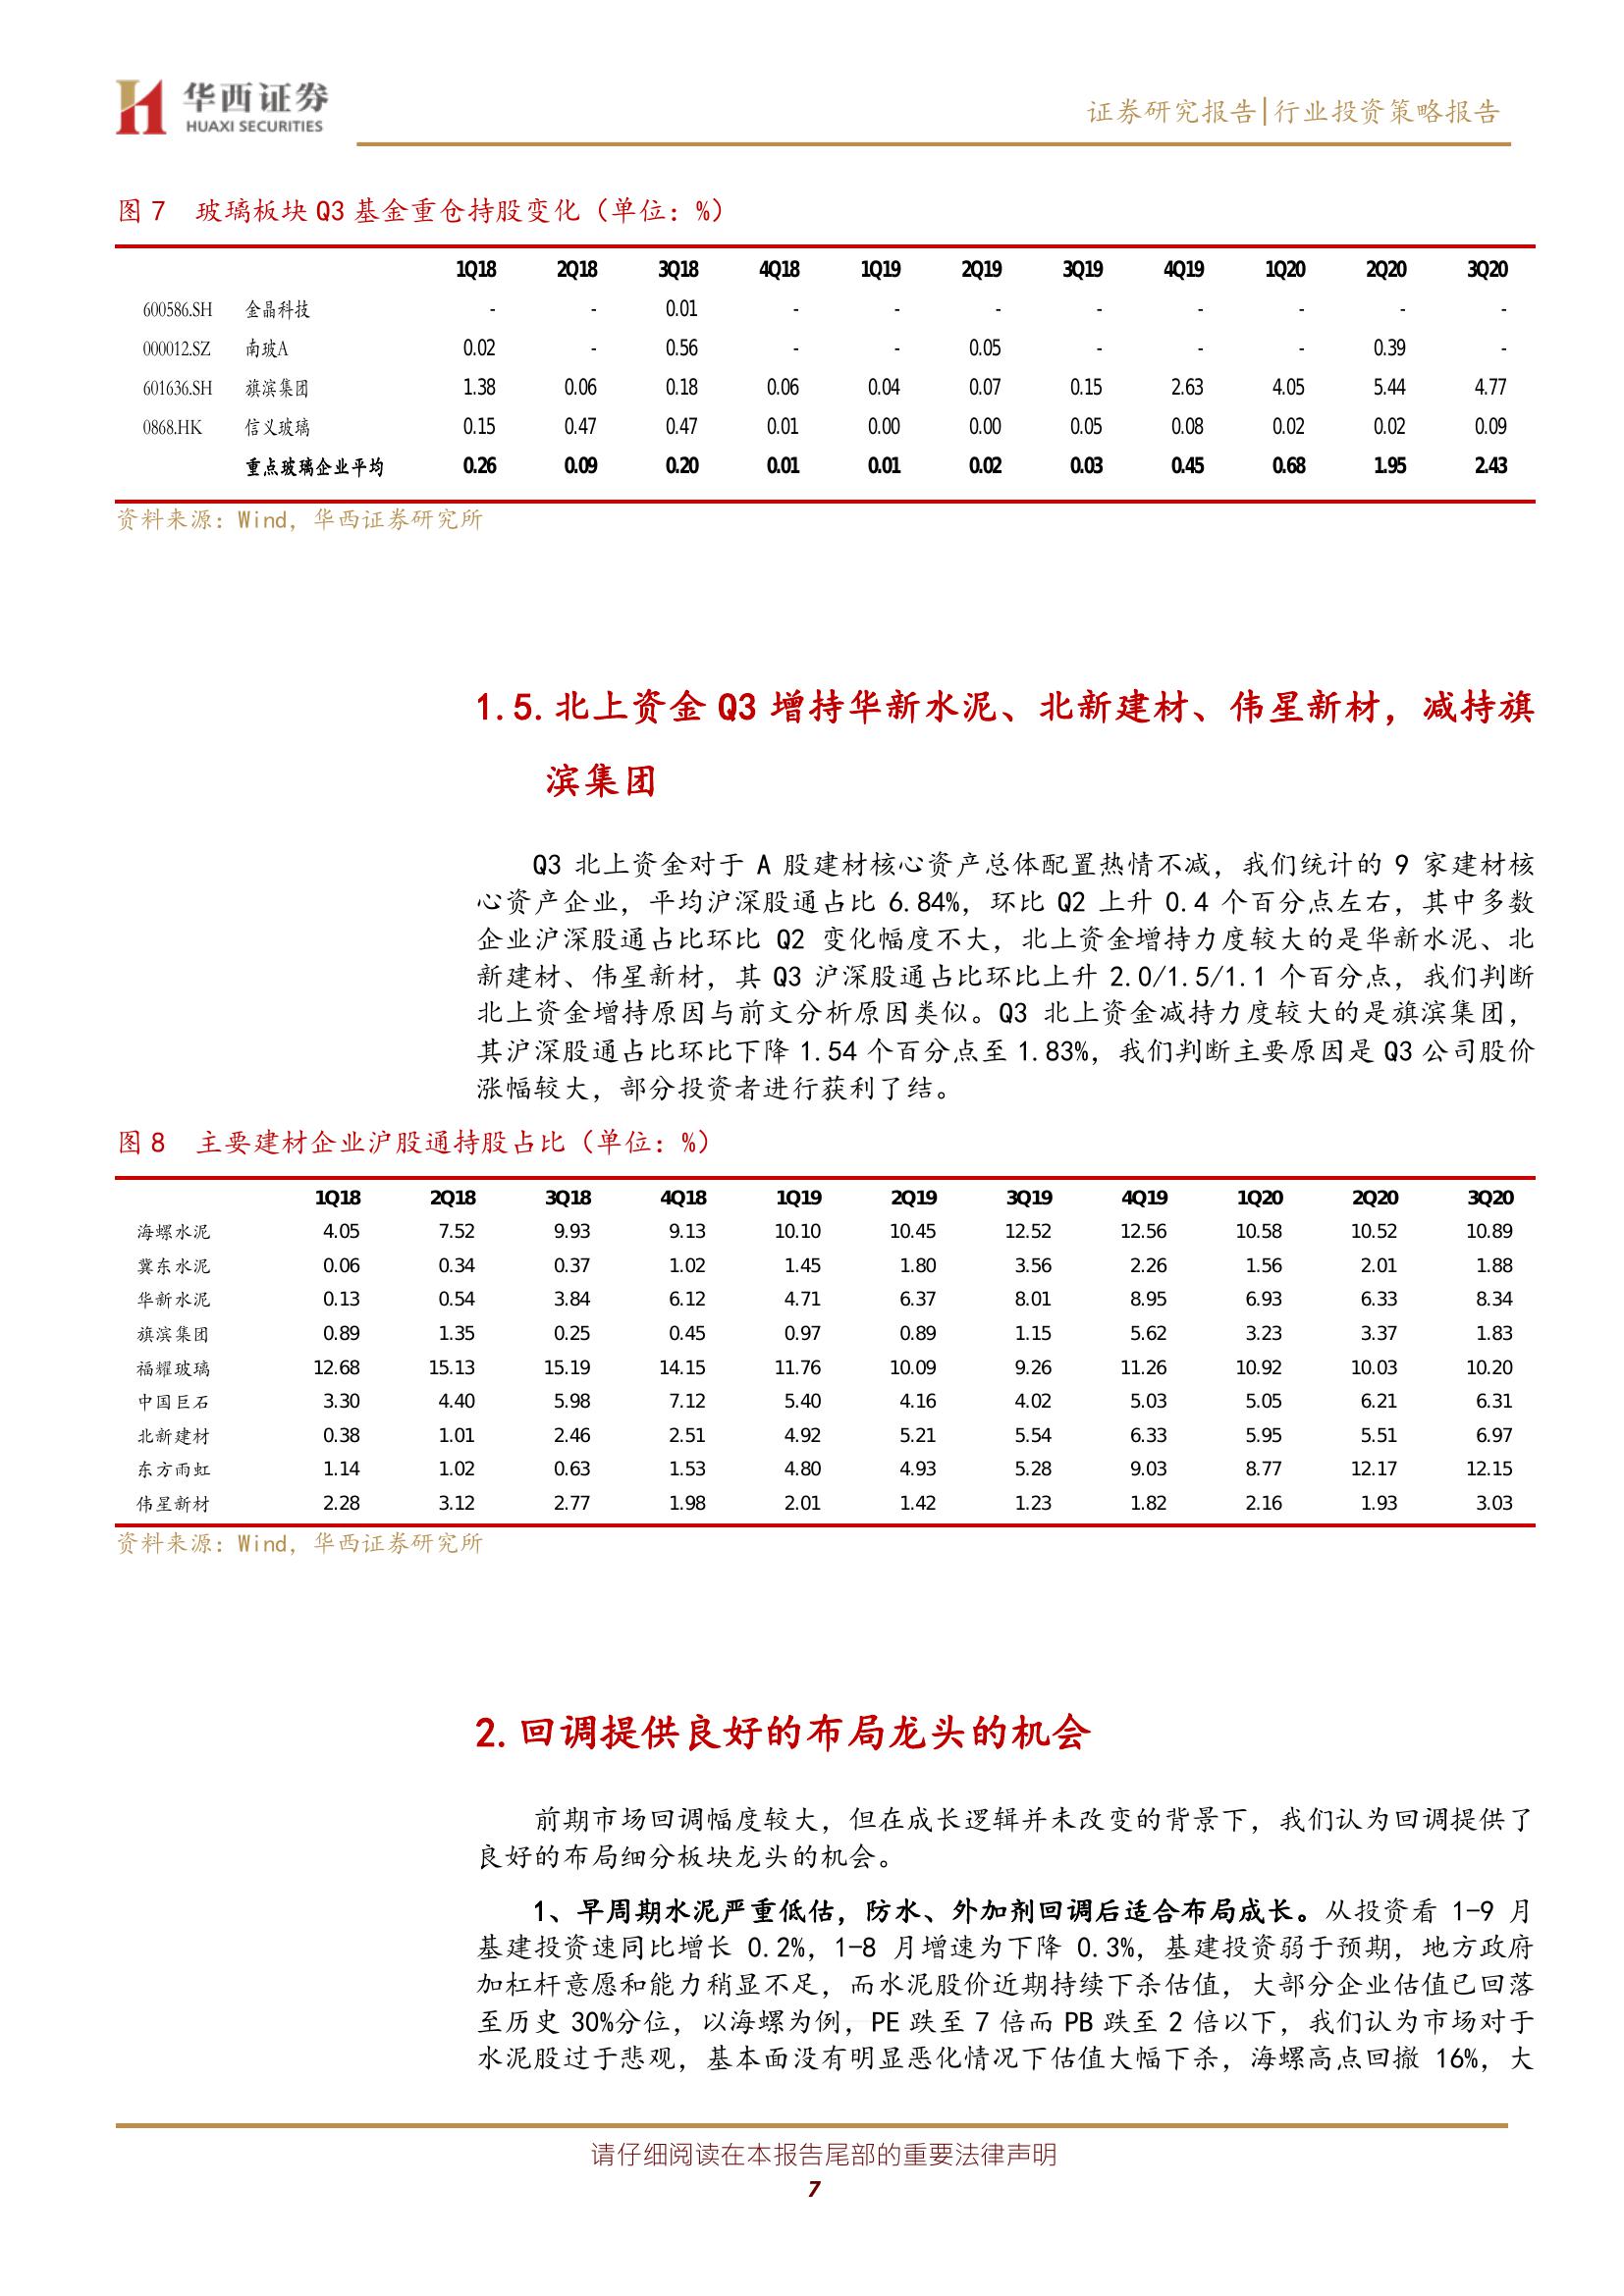 华西证券
HUAXI SECURITIES
证券研究报告|行业投资策略报告
图 7 玻璃板块 Q3 基金重仓持股变化（单位：%）
1Q18 2Q18 3Q18 4Q18 1Q19 2Q19 3Q19 4Q19 1Q20 2Q20 3Q20
600586.SH 金晶科技 - - 0.01 - - - - - - - -
000012.SZ 南玻A 0.02 - 0.56 - - 0.05 - - - 0.39 -
601636.SH 旗滨集团 1.38 0.06 0.18 0.06 0.04 0.07 0.15 2.63 4.05 5.44 4.77
0868.HK 信义玻璃 0.15 0.47 0.47 0.01 0.00 0.00 0.05 0.08 0.02 0.02 0.09
重点玻璃企业平均 0.26 0.09 0.20 0.01 0.01 0.02 0.03 0.45 0.68 1.95 2.43
资料来源：Wind，华西证券研究所
1.5.北上资金 Q3 增持华新水泥、北新建材、伟星新材，减持旗
滨集团
Q3 北上资金对于 A 股建材核心资产总体配置热情不减，我们统计的 9 家建材核
心资产企业，平均沪深股通占比 6.84%，环比 Q2 上升 0.4 个百分点左右，其中多数
企业沪深股通占比环比 Q2 变化幅度不大，北上资金增持力度较大的是华新水泥、北
新建材、伟星新材，其 Q3 沪深股通占比环比上升 2.0/1.5/1.1 个百分点，我们判断
北上资金增持原因与前文分析原因类似。Q3 北上资金减持力度较大的是旗滨集团，
其沪深股通占比环比下降 1.54 个百分点至 1.83%，我们判断主要原因是 Q3 公司股价
涨幅较大，部分投资者进行获利了结。
图 8 主要建材企业沪股通持股占比（单位：%）
1Q18 2Q18 3Q18 4Q18 1Q19 2Q19 3Q19 4Q19 1Q20 2Q20 3Q20
海螺水泥 4.05 7.52 9.93 9.13 10.10 10.45 12.52 12.56 10.58 10.52 10.89
冀东水泥 0.06 0.34 0.37 1.02 1.45 1.80 3.56 2.26 1.56 2.01 1.88
华新水泥 0.13 0.54 3.84 6.12 4.71 6.37 8.01 8.95 6.93 6.33 8.34
旗滨集团 0.89 1.35 0.25 0.45 0.97 0.89 1.15 5.62 3.23 3.37 1.83
福耀玻璃 12.68 15.13 15.19 14.15 11.76 10.09 9.26 11.26 10.92 10.03 10.20
中国巨石 3.30 4.40 5.98 7.12 5.40 4.16 4.02 5.03 5.05 6.21 6.31
北新建材 0.38 1.01 2.46 2.51 4.92 5.21 5.54 6.33 5.95 5.51 6.97
东方雨虹 1.14 1.02 0.63 1.53 4.80 4.93 5.28 9.03 8.77 12.17 12.15
伟星新材 2.28 3.12 2.77 1.98 2.01 1.42 1.23 1.82 2.16 1.93 3.03
资料来源：Wind，华西证券研究所
2.回调提供良好的布局龙头的机会
前期市场回调幅度较大，但在成长逻辑并未改变的背景下，我们认为回调提供了
良好的布局细分板块龙头的机会。
1、早周期水泥严重低估，防水、外加剂回调后适合布局成长。从投资看 1-9 月
基建投资速同比增长 0.2%，1-8 月增速为下降 0.3%，基建投资弱于预期，地方政府
加杠杆意愿和能力稍显不足，而水泥股价近期持续下杀估值，大部分企业估值已回落
至历史 30%分位，以海螺为例，PE 跌至 7 倍而 PB 跌至 2 倍以下，我们认为市场对于
水泥股过于悲观，基本面没有明显恶化情况下估值大幅下杀，海螺高点回撤 16%，大
请仔细阅读在本报告尾部的重要法律声明
7